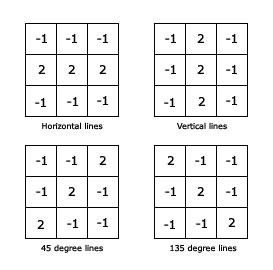 -1 -1 -1 -1 2 -1
2 2 2 -1 2 -1
-1 -1 -1 -1 2 -1
Horizontal lines Vertical lines
-1 -1 2 2 -1 -1
-1 2 -1 -1 2 -1
2 -1 -1 -1 -1 2
45 degree lines 135 degree lines